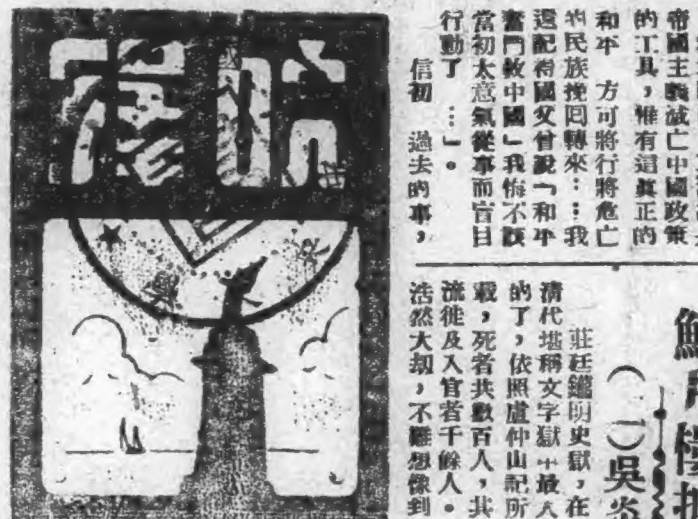 帝國主義滅亡中國政策
的工具，惟有這真正的
和平　方可將行將危亡
的民族挽囘轉來：：我
還記得國父曾說「和平
奮鬥救中國」我悔不該
當初太意氣從事而盲目
行動了　：：」。
信初　過去的事，
（一）吳炎
莊廷鑨明史獄，在
清代堪稱文字獄中最大
的了，依照盧仲山記所
載，死者共數百人，共
流徙及入官者千餘人。
浩然大刼，不難想像到